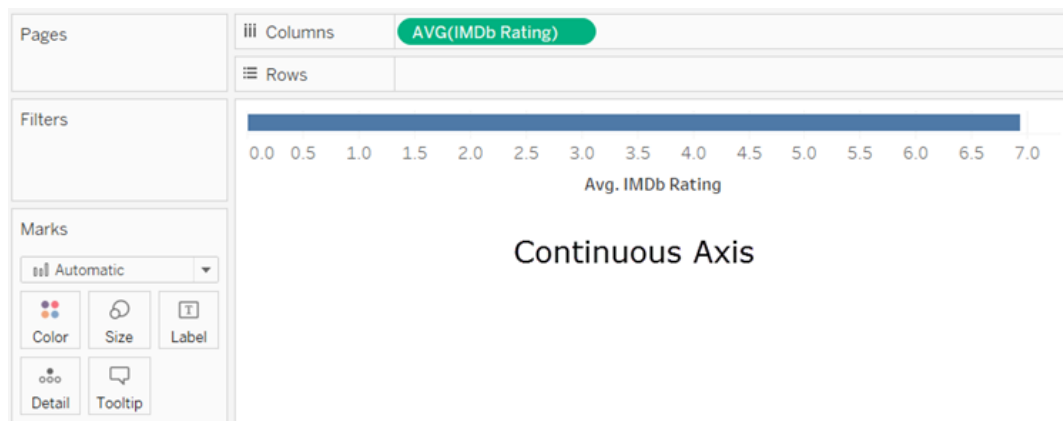 Pages
Columns
AVG(IMDb Rating)
Rows
Filters
0.0 0.5 1.0 1.5 2.0 2.5 3.0 3.5 4.0 4.5 5.0 5.5 6.0 6.5 7.0
Avg. IMDb Rating
Continuous Axis
Marks
Automatic
Color Size T Label
Detail Tooltip